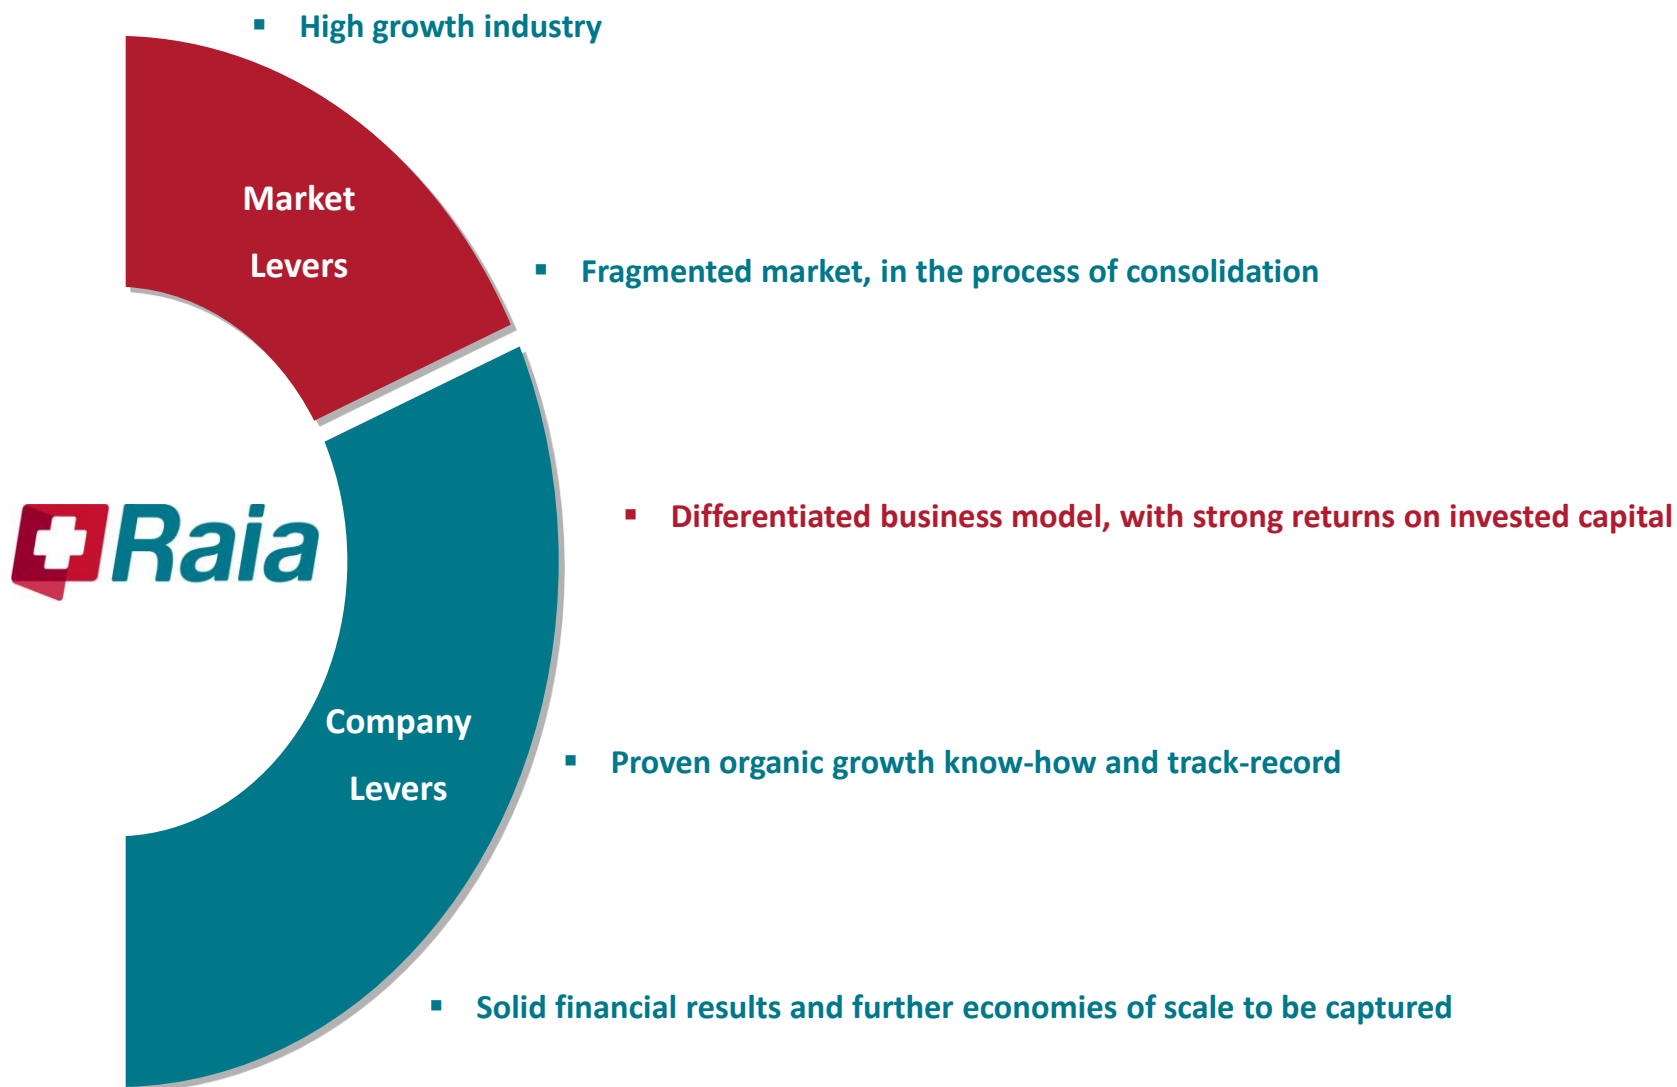 ▪ High growth industry
Market
Levers
▪ Fragmented market, in the process of consolidation
▪ Differentiated business model, with strong returns on invested capital
Raia
Company
Levers
▪ Proven organic growth know-how and track-record
▪ Solid financial results and further economies of scale to be captured